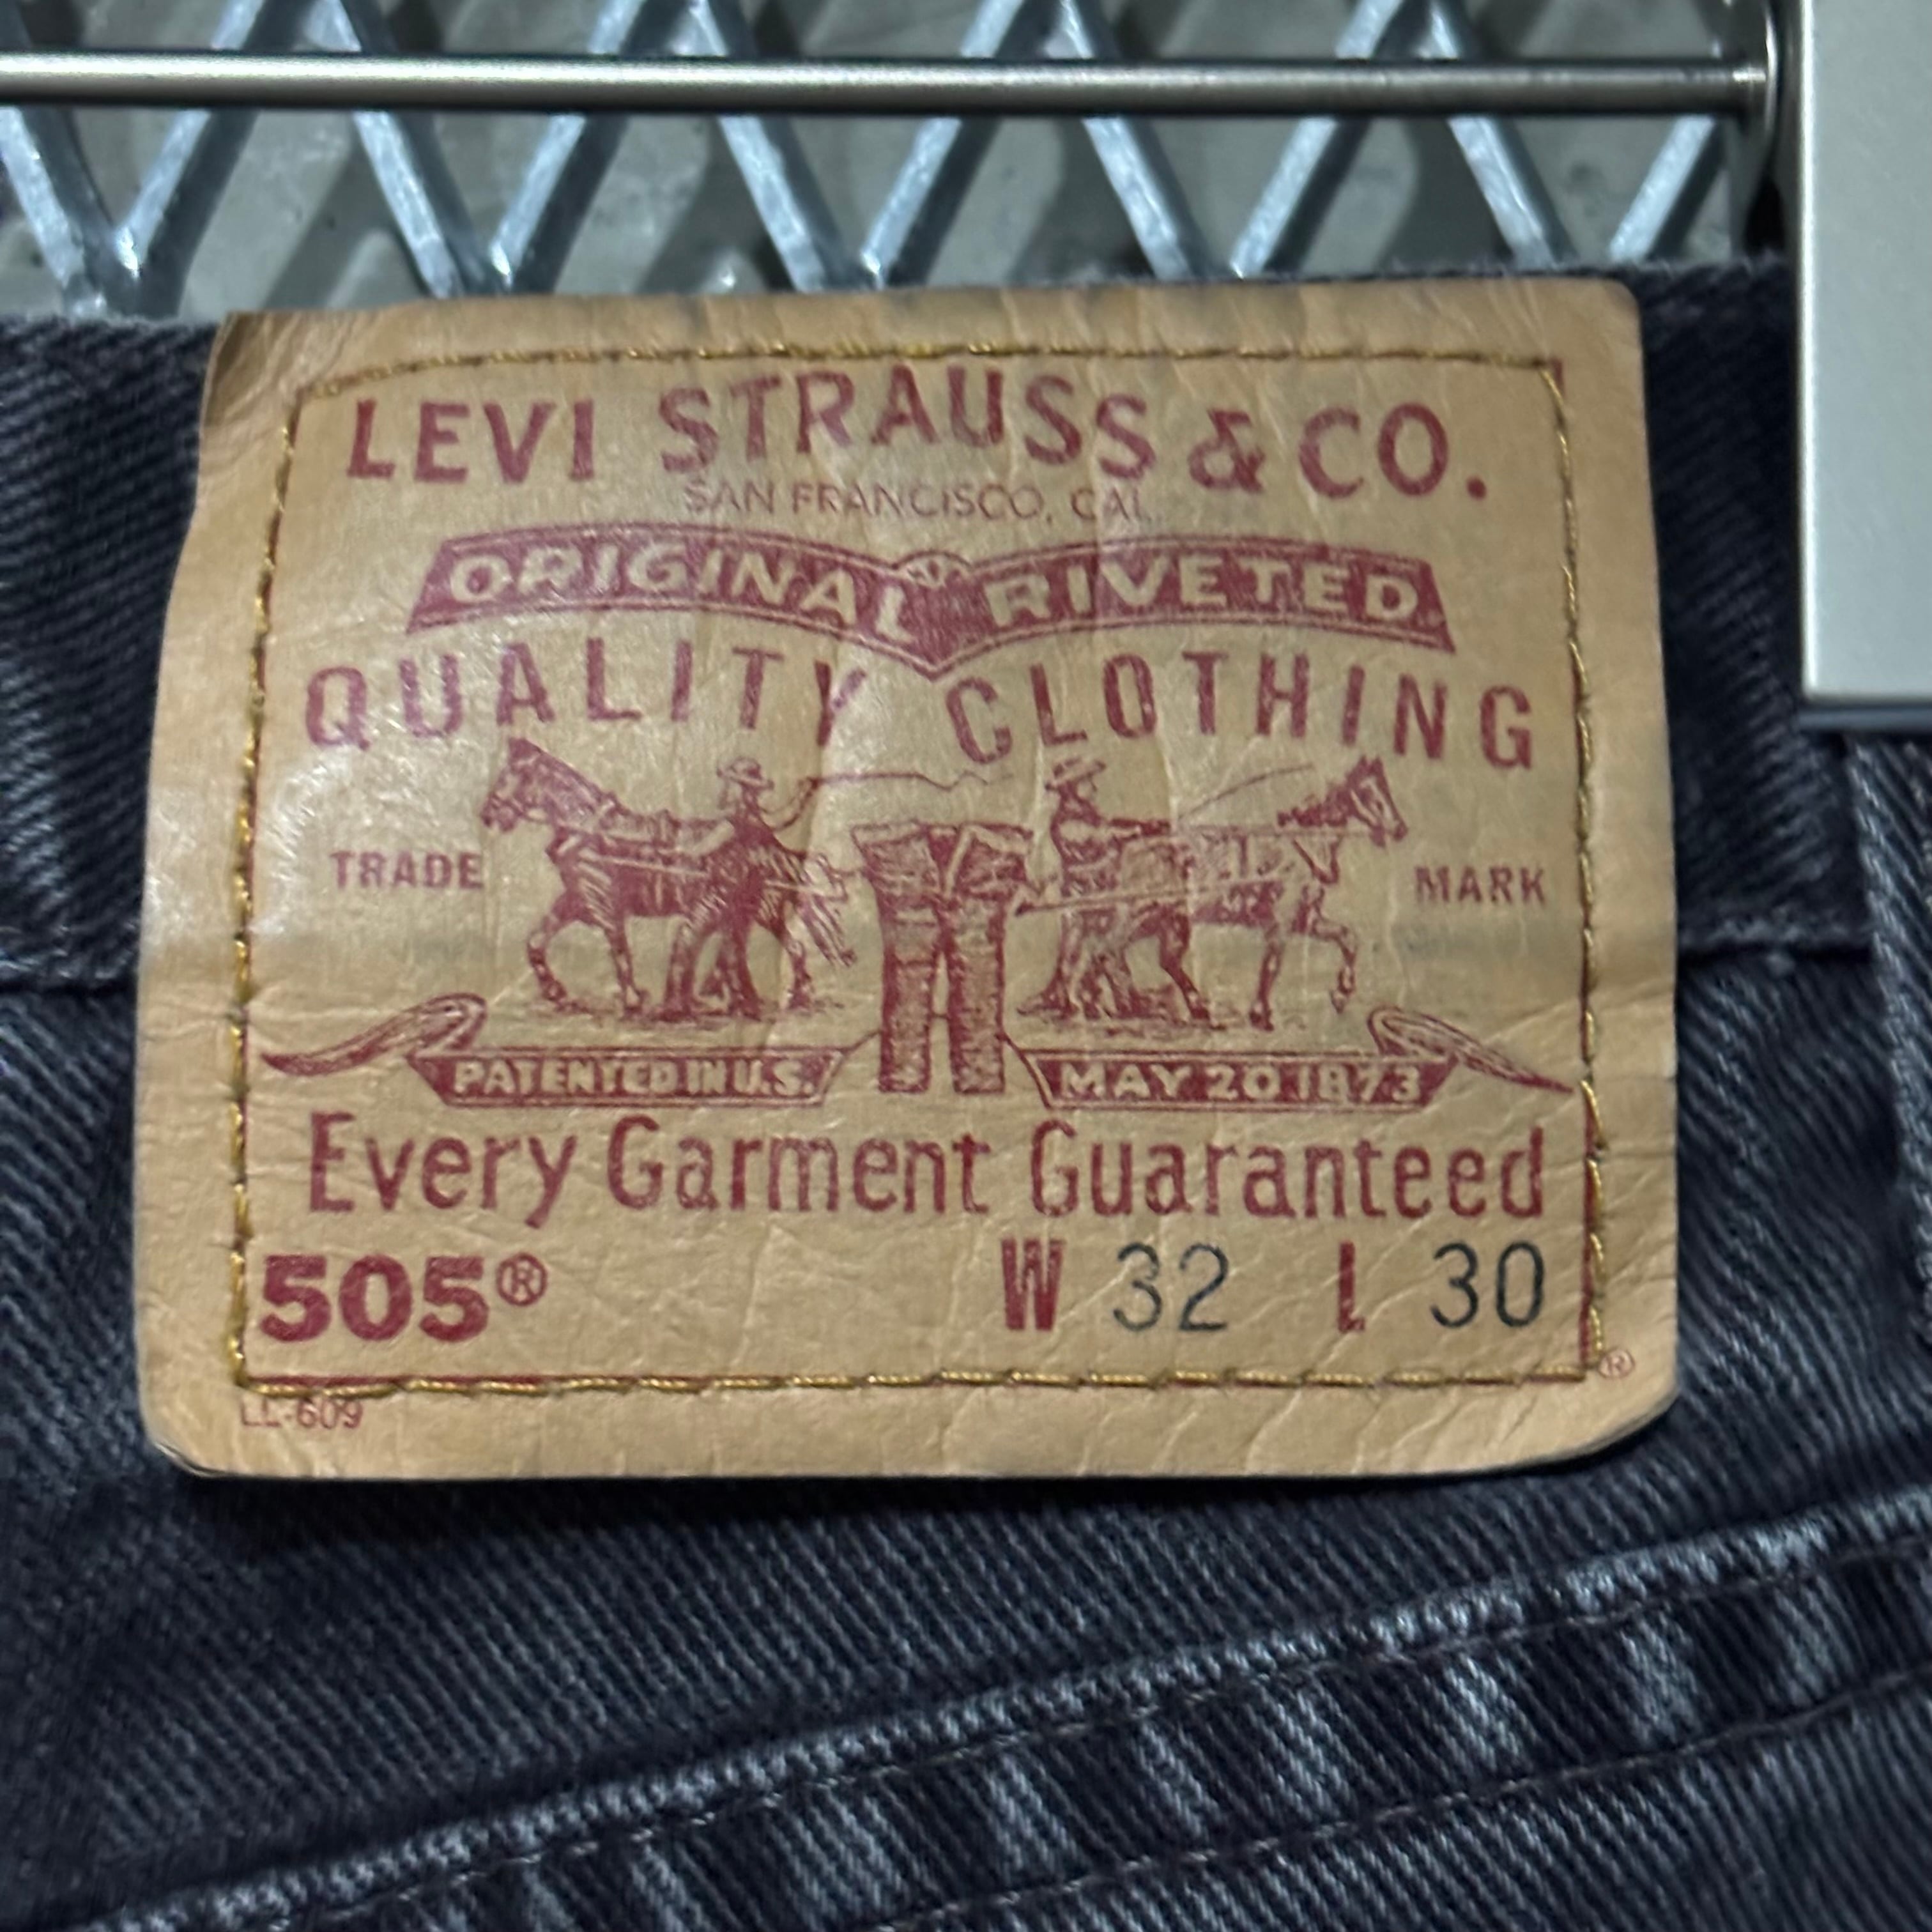 LEVI STRAUSS & CO.
SAN FRANCISCO, CAL.
ORIGINAL RIVETED
QUALITY CLOTHING
TRADE MARK
PATENTED IN U.S. MAY 20 1873
Every Garment Guaranteed
505® W 32 L 30
®
LL-609